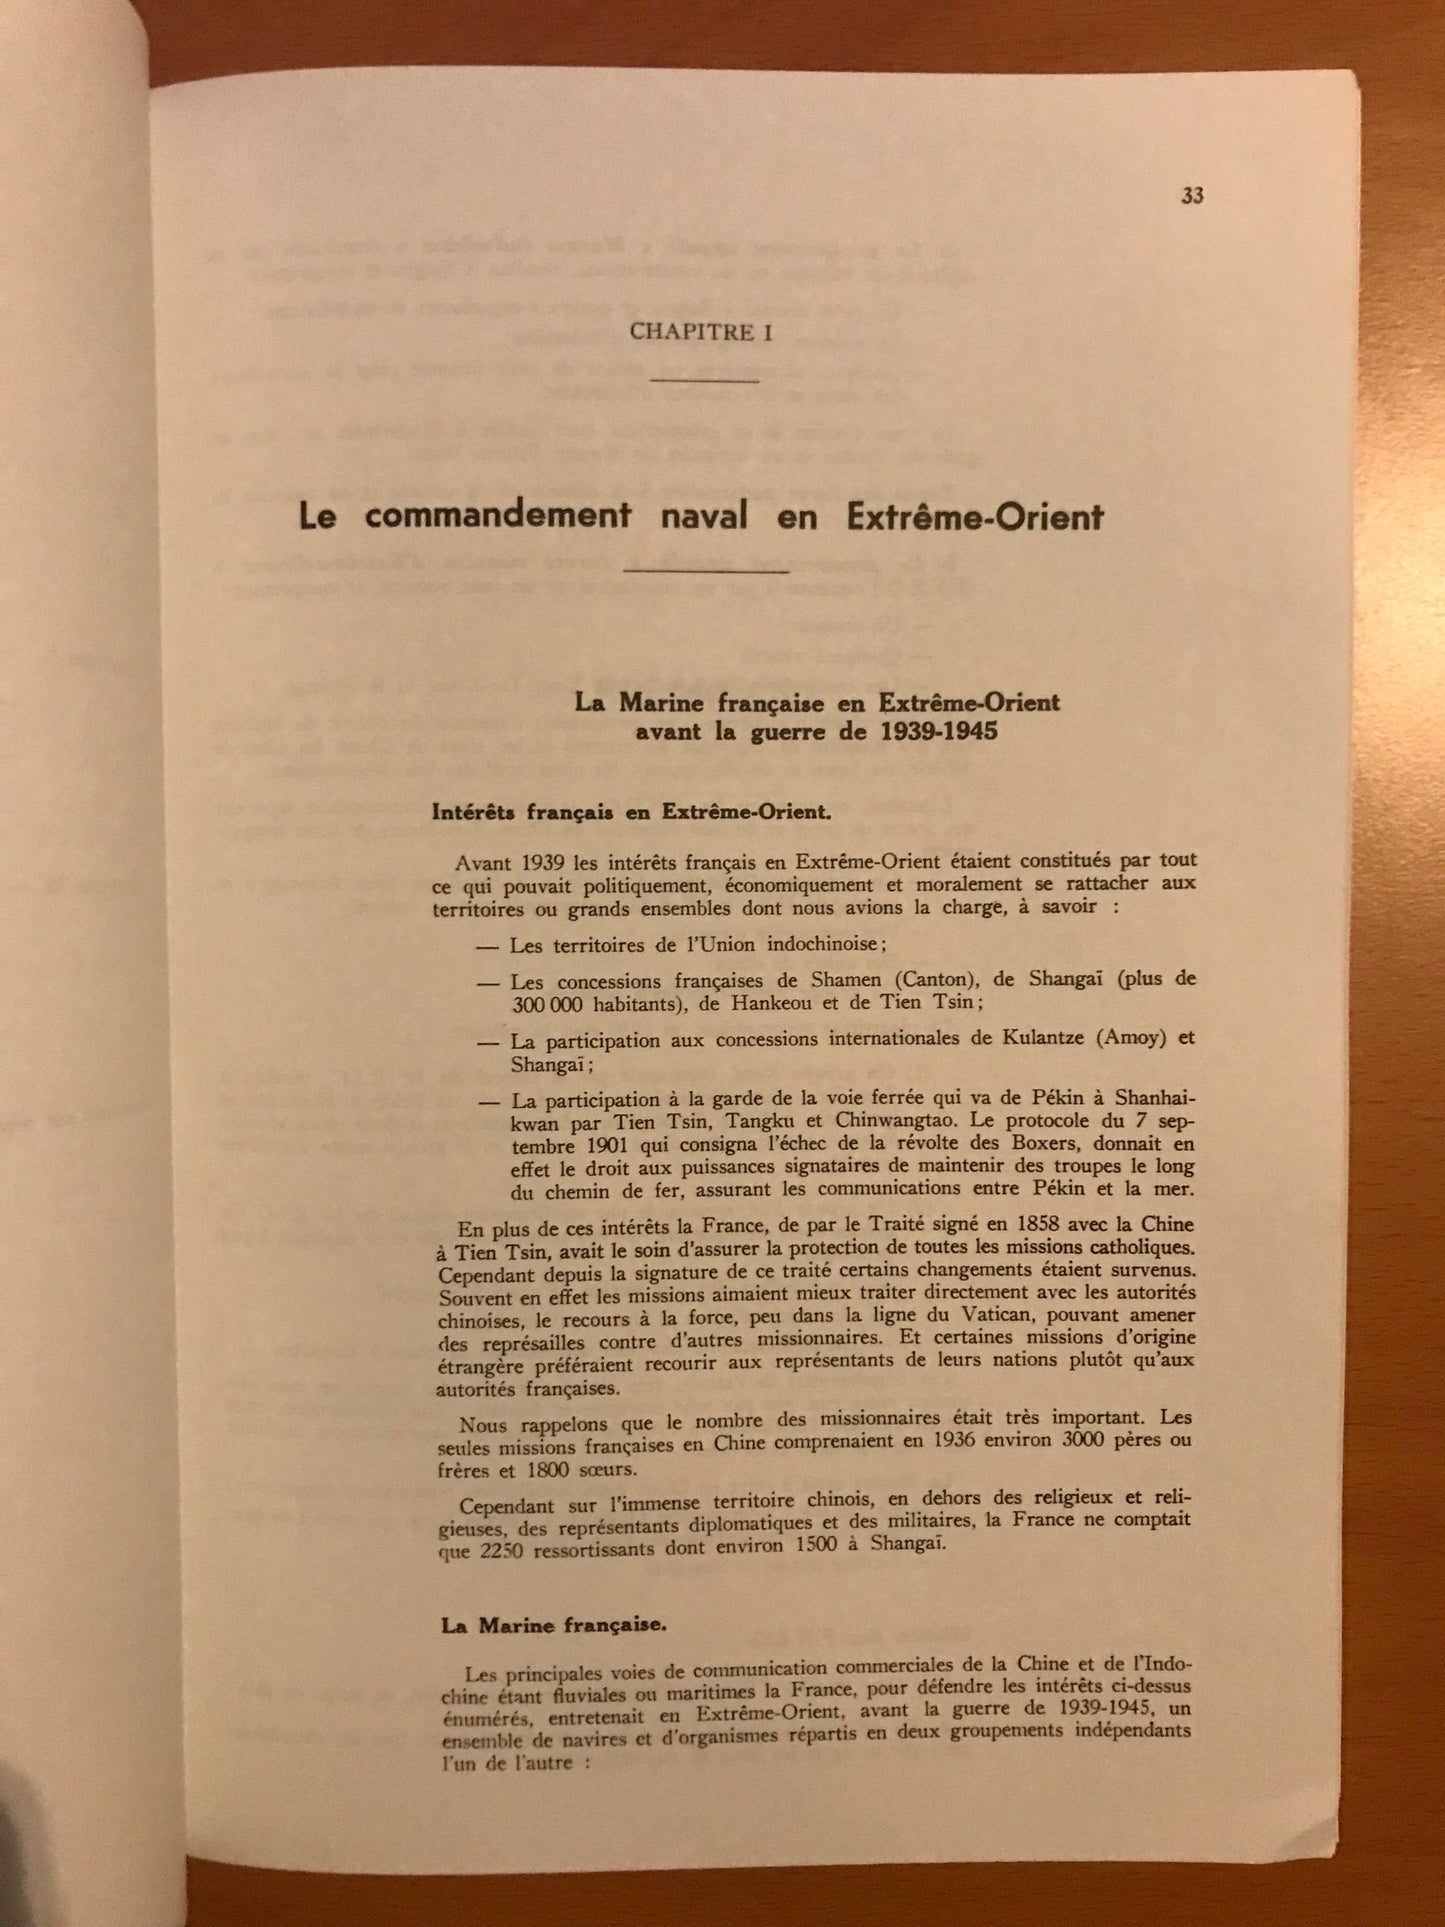 33
CHAPITRE I
Le commandement naval en Extrême-Orient
La Marine française en Extrême-Orient
avant la guerre de 1939-1945
Intérêts français en Extrême-Orient.
Avant 1939 les intérêts français en Extrême-Orient étaient constitués par tout
ce qui pouvait politiquement, économiquement et moralement se rattacher aux
territoires ou grands ensembles dont nous avions la charge, à savoir :
— Les territoires de l'Union indochinoise ;
— Les concessions françaises de Shamen (Canton), de Shangaï (plus de
300 000 habitants), de Hankeou et de Tien Tsin ;
— La participation aux concessions internationales de Kulantze (Amoy) et
Shangaï ;
— La participation à la garde de la voie ferrée qui va de Pékin à Shanhai-
kwan par Tien Tsin, Tangku et Chinwangtao. Le protocole du 7 sep-
tembre 1901 qui consigna l'échec de la révolte des Boxers, donnait en
effet le droit aux puissances signataires de maintenir des troupes le long
du chemin de fer, assurant les communications entre Pékin et la mer.
En plus de ces intérêts la France, de par le Traité signé en 1858 avec la Chine
à Tien Tsin, avait le soin d'assurer la protection de toutes les missions catholiques.
Cependant depuis la signature de ce traité certains changements étaient survenus.
Souvent en effet les missions aimaient mieux traiter directement avec les autorités
chinoises, le recours à la force, peu dans la ligne du Vatican, pouvant amener
des représailles contre d'autres missionnaires. Et certaines missions d'origine
étrangère préféraient recourir aux représentants de leurs nations plutôt qu'aux
autorités françaises.
Nous rappelons que le nombre des missionnaires était très important. Les
seules missions françaises en Chine comprenaient en 1936 environ 3000 pères ou
frères et 1800 sœurs.
Cependant sur l'immense territoire chinois, en dehors des religieux et reli-
gieuses, des représentants diplomatiques et des militaires, la France ne comptait
que 2250 ressortissants dont environ 1500 à Shangaï.
La Marine française.
Les principales voies de communication commerciales de la Chine et de l'Indo-
chine étant fluviales ou maritimes la France, pour défendre les intérêts ci-dessus
énumérés, entretenait en Extrême-Orient, avant la guerre de 1939-1945, un
ensemble de navires et d'organismes répartis en deux groupements indépendants
l'un de l'autre :